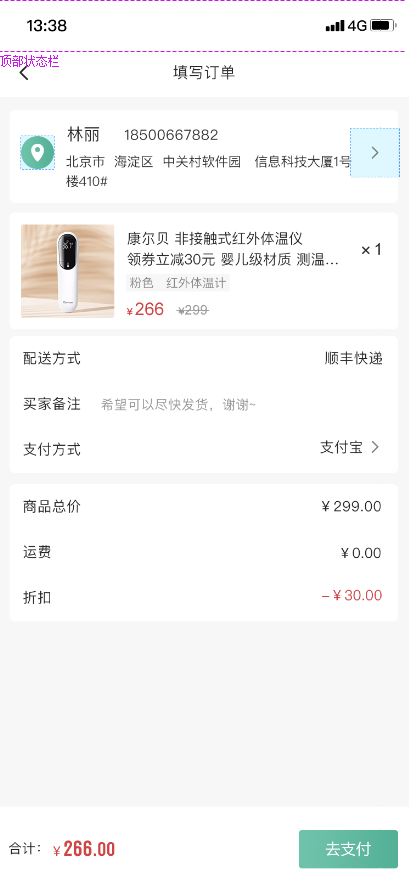 13:38
4G
顶部状态栏
填写订单
林丽 18500667882
北京市 海淀区 中关村软件园 信息科技大厦1号
楼410#
康尔贝 非接触式红外体温仪
领券立减30元 婴儿级材质 测温...
× 1
粉色 红外体温计
¥266 ¥299
配送方式 顺丰快递
买家备注 希望可以尽快发货，谢谢~
支付方式 支付宝
商品总价 ¥299.00
运费 ¥0.00
折扣 -¥30.00
合计： ¥266.00
去支付